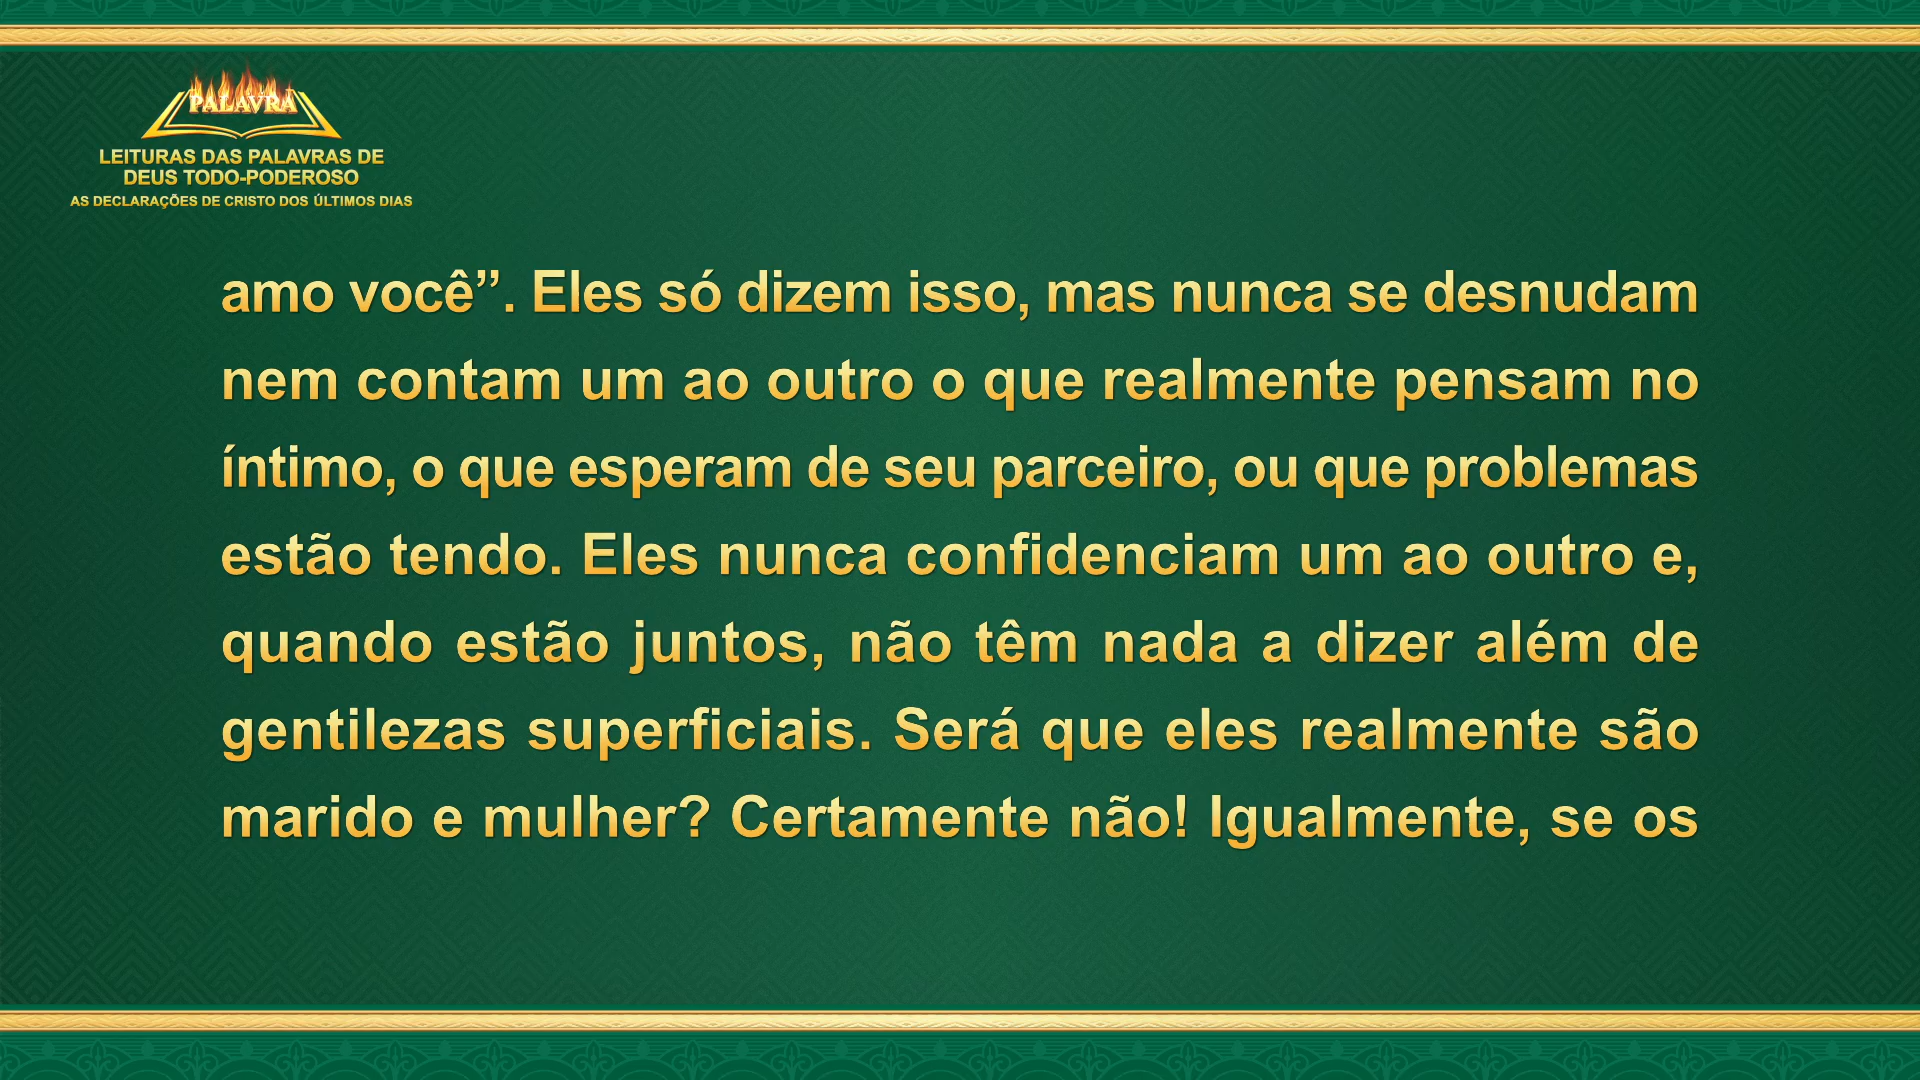 PALAVRA
LEITURAS DAS PALAVRAS DE
DEUS TODO-PODEROSO
AS DECLARAÇÕES DE CRISTO DOS ÚLTIMOS DIAS
amo você”. Eles só dizem isso, mas nunca se desnudam
nem contam um ao outro o que realmente pensam no
íntimo, o que esperam de seu parceiro, ou que problemas
estão tendo. Eles nunca confidenciam um ao outro e,
quando estão juntos, não têm nada a dizer além de
gentilezas superficiais. Será que eles realmente são
marido e mulher? Certamente não! Igualmente, se os